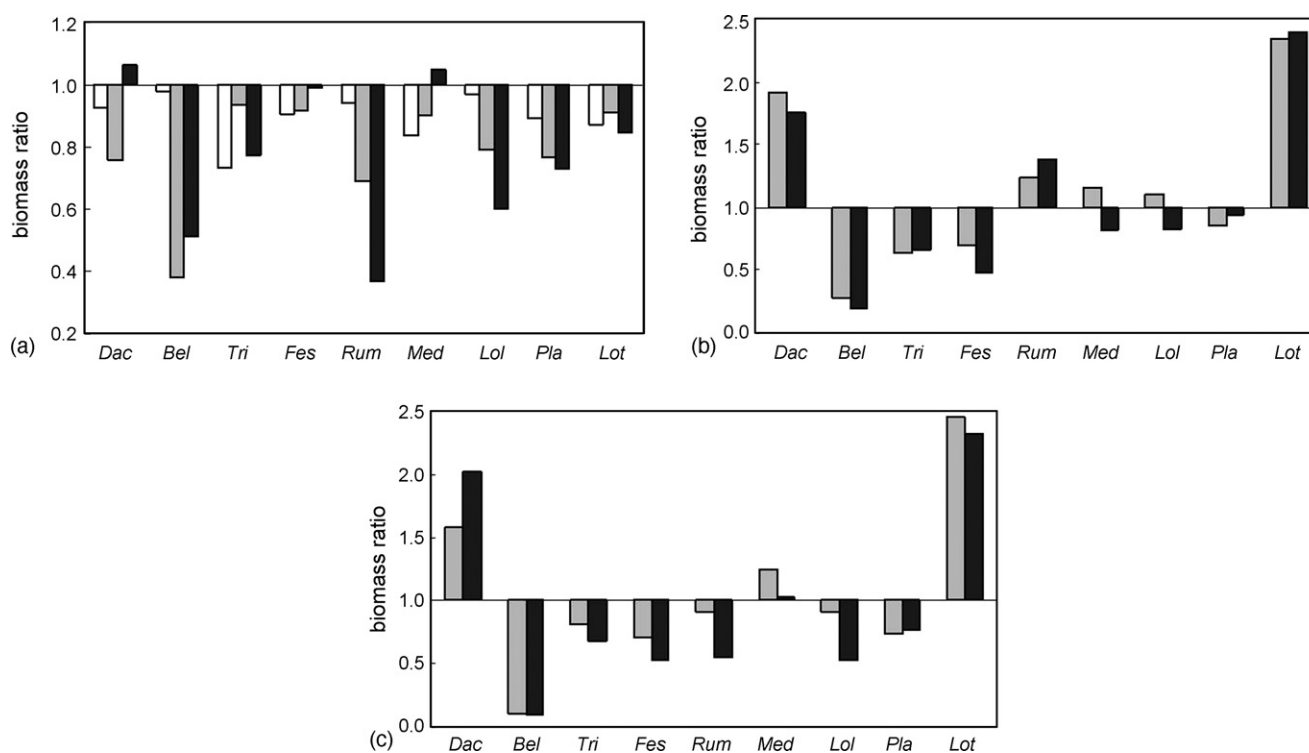 1.2
1.0
0.8
0.6
0.4
0.2
biomass ratio
(a)
Dac Bel Tri Fes Rum Med Lol Pla Lot
2.5
2.0
1.5
1.0
0.5
0.0
biomass ratio
(b)
Dac Bel Tri Fes Rum Med Lol Pla Lot
2.5
2.0
1.5
1.0
0.5
0.0
biomass ratio
(c)
Dac Bel Tri Fes Rum Med Lol Pla Lot